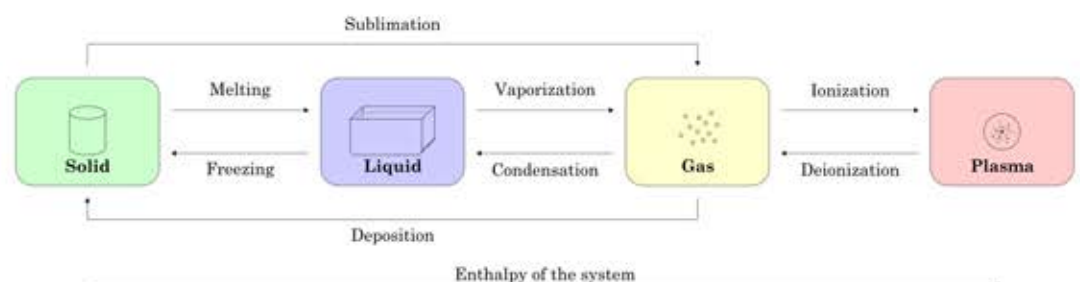 Sublimation
Melting
Vaporization
Ionization
Solid
Liquid
Gas
Plasma
Freezing
Condensation
Deionization
Deposition
Enthalpy of the system